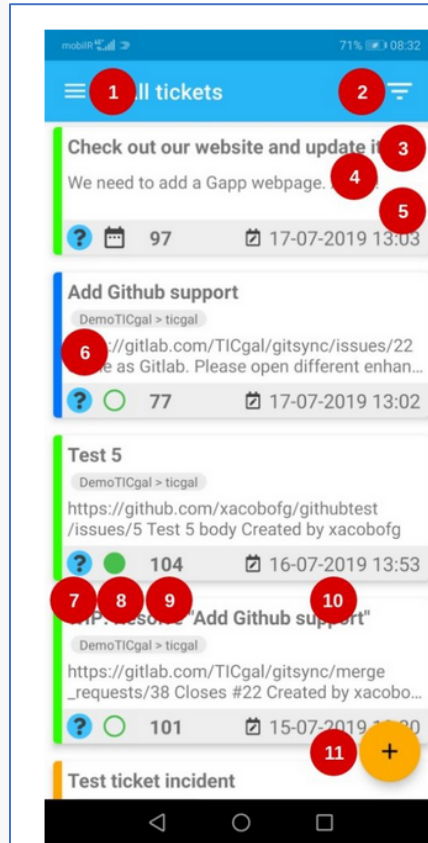 mobilR 71% 08:32
1 ll tickets 2
Check out our website and update it 3
We need to add a Gapp webpage. 4
5
? 97 17-07-2019 13:03
Add Github support
DemoTICgal > ticgal
6 ://gitlab.com/TICgal/gitsync/issues/22
e as Gitlab. Please open different enhan...
? 77 17-07-2019 13:02
Test 5
DemoTICgal > ticgal
https://github.com/xacobofg/githubtest
/issues/5 Test 5 body Created by xacobofg
? 104 16-07-2019 13:53
7 8 9 10
"Add Github support"
DemoTICgal > ticgal
https://gitlab.com/TICgal/gitsync/merge
_requests/38 Closes #22 Created by xacobo...
? 101 15-07-2019
11 +
Test ticket incident